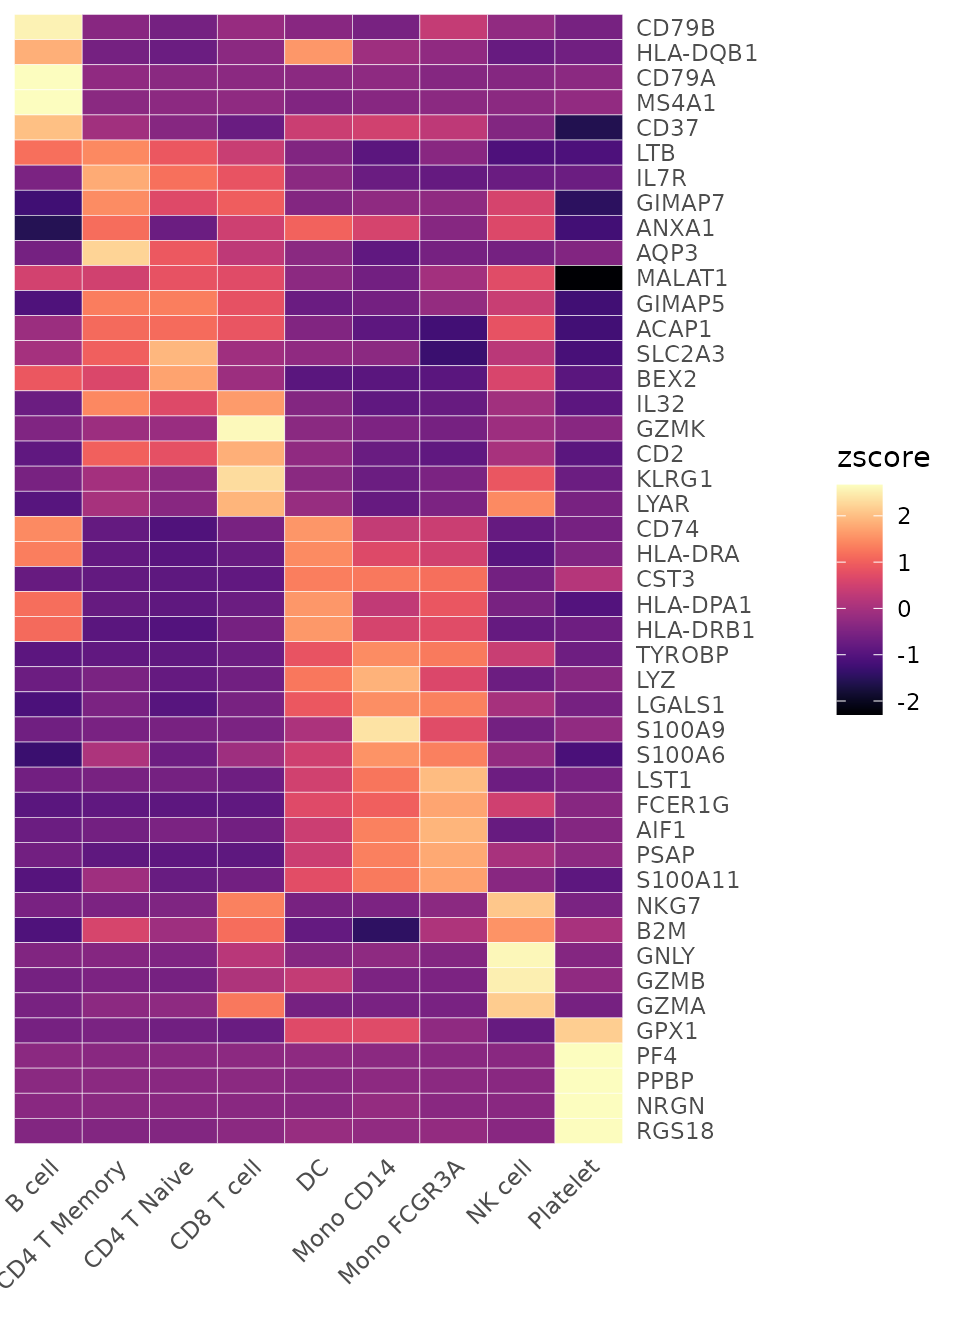 CD79B
HLA-DQB1
CD79A
MS4A1
CD37
LTB
IL7R
GIMAP7
ANXA1
AQP3
MALAT1
GIMAP5
ACAP1
SLC2A3
BEX2
IL32
GZMK
CD2
KLRG1
LYAR
CD74
HLA-DRA
CST3
HLA-DPA1
HLA-DRB1
TYROBP
LYZ
LGALS1
S100A9
S100A6
LST1
FCER1G
AIF1
PSAP
S100A11
NKG7
B2M
GNLY
GZMB
GZMA
GPX1
PF4
PPBP
NRGN
RGS18
zscore
2
1
0
-1
-2
B cell
CD4 T Memory
CD4 T Naive
CD8 T cell
DC
Mono CD14
Mono FCGR3A
NK cell
Platelet